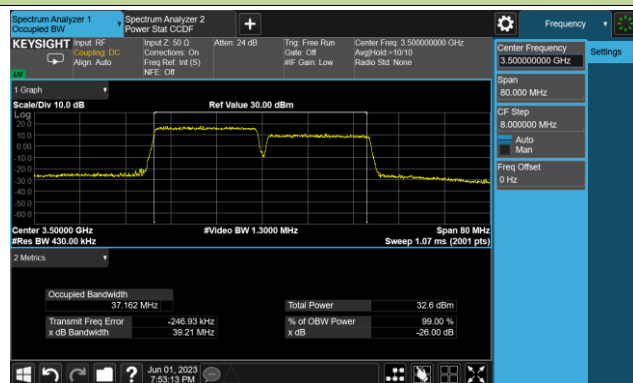 Spectrum Analyzer 1
Occupied BW
Spectrum Analyzer 2
Power Stat CCDF
Frequency
KEYSIGHT
Input: RF
Coupling: DC
Align: Auto
Input Z: 50 Ω
Corrections: On
Freq Ref: Int (S)
NFE: Off
Atten: 24 dB
Trig: Free Run
Gate: Off
#IF Gain: Low
Center Freq: 3.500000000 GHz
Avg|Hold:>10/10
Radio Std: None
LM
Center Frequency
3.500000000 GHz
Settings
Span
80.000 MHz
CF Step
8.000000 MHz
Auto
Man
Freq Offset
0 Hz
1 Graph
Scale/Div 10.0 dB
Ref Value 30.00 dBm
Log
20.0
10.0
0.00
-10.0
-20.0
-30.0
-40.0
-50.0
-60.0
Center 3.50000 GHz
#Video BW 1.3000 MHz
Span 80 MHz
#Res BW 430.00 kHz
Sweep 1.07 ms (2001 pts)
2 Metrics
Occupied Bandwidth
37.162 MHz
Total Power 32.6 dBm
Transmit Freq Error -246.93 kHz
% of OBW Power 99.00 %
x dB Bandwidth 39.21 MHz
x dB -26.00 dB
?
Jun 01, 2023
7:53:13 PM